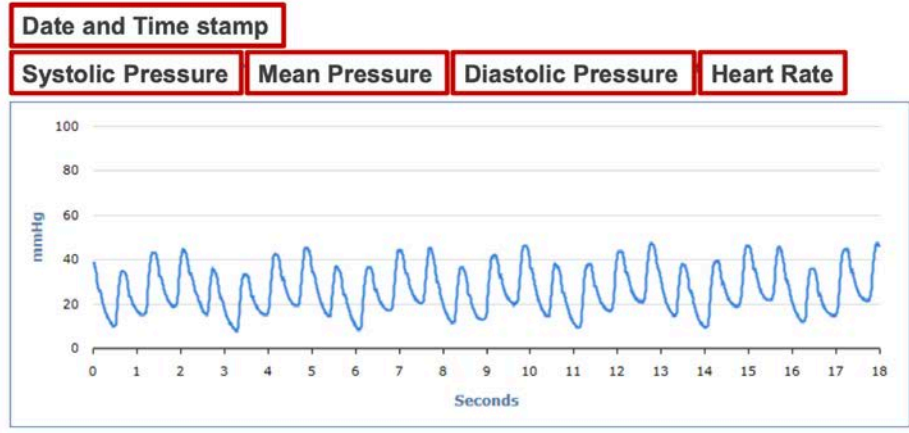 Date and Time stamp
Systolic Pressure Mean Pressure Diastolic Pressure Heart Rate
100
80
60
40
20
0
mmHg
0 1 2 3 4 5 6 7 8 9 10 11 12 13 14 15 16 17 18
Seconds